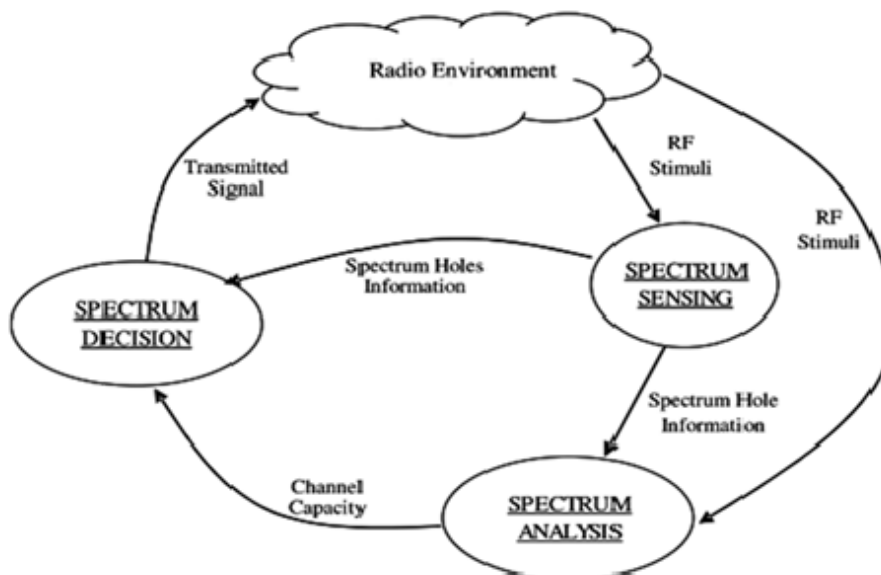 Radio Environment
RF
Stimuli
Transmitted
Signal
RF
Stimuli
Spectrum Holes
Information
SPECTRUM
SENSING
SPECTRUM
DECISION
Spectrum Hole
Information
Channel
Capacity
SPECTRUM
ANALYSIS